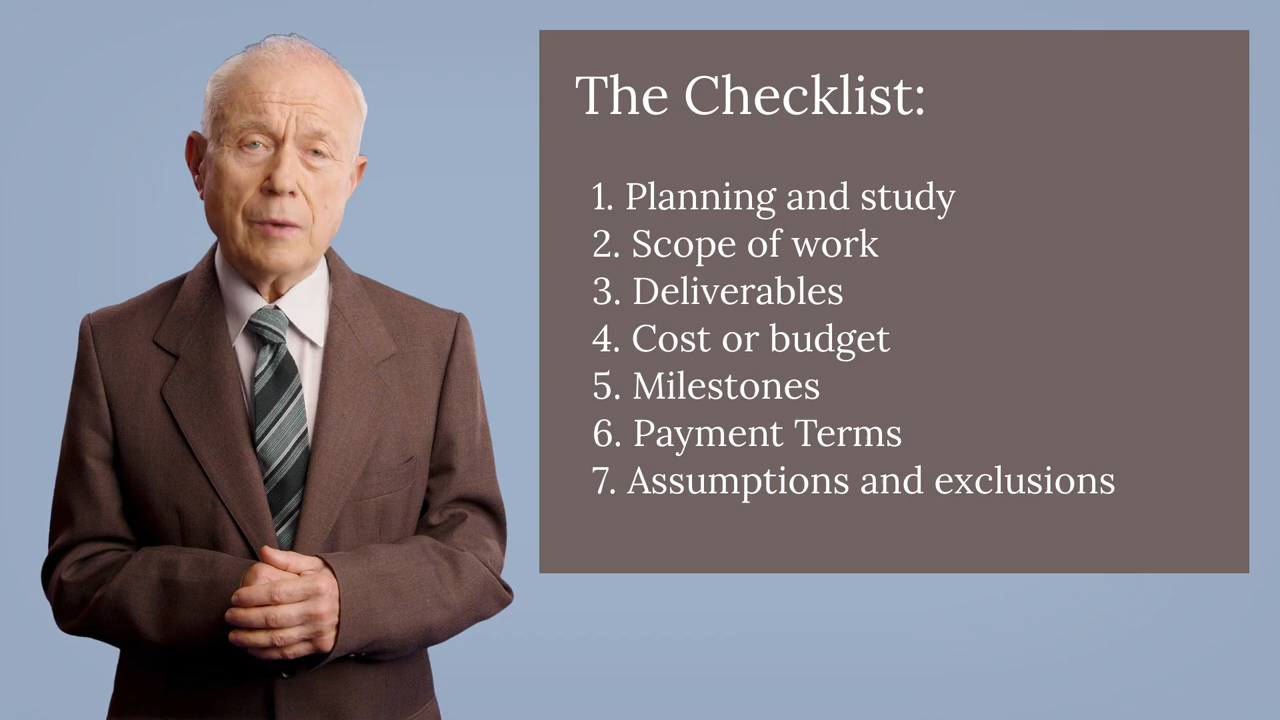 The Checklist:
1. Planning and study
2. Scope of work
3. Deliverables
4. Cost or budget
5. Milestones
6. Payment Terms
7. Assumptions and exclusions